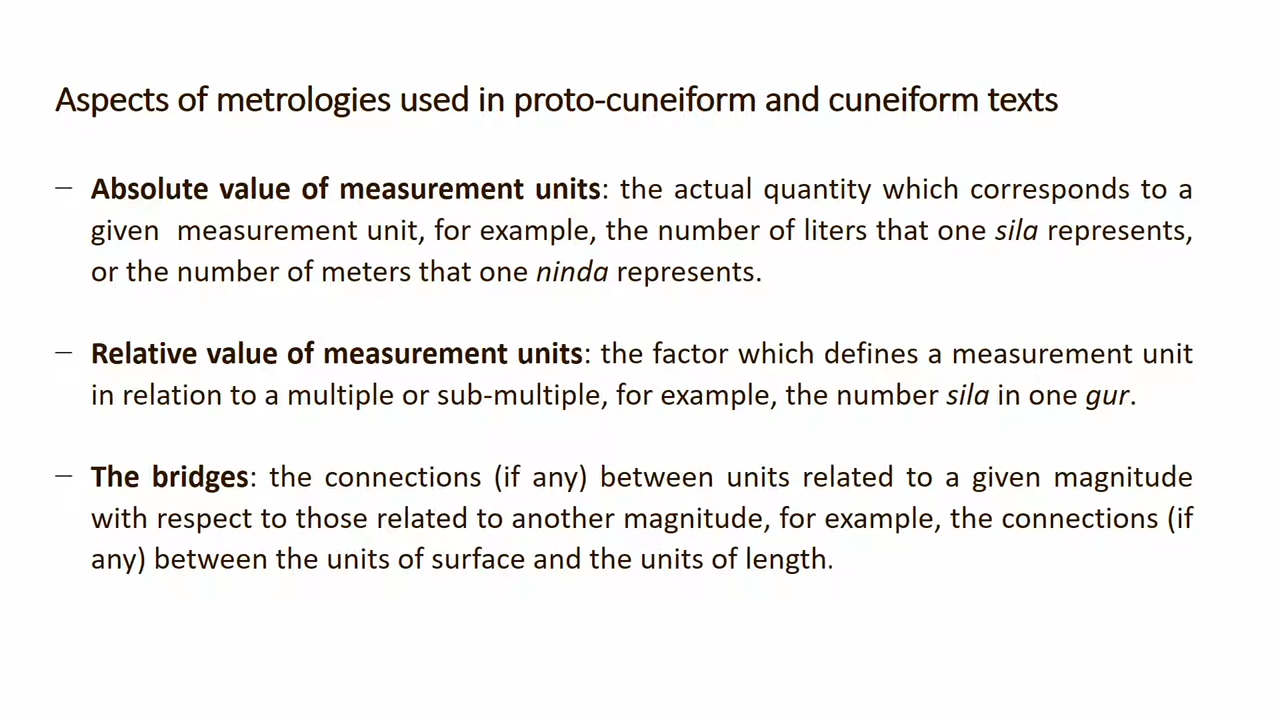 Aspects of metrologies used in proto-cuneiform and cuneiform texts
– Absolute value of measurement units: the actual quantity which corresponds to a
given measurement unit, for example, the number of liters that one sila represents,
or the number of meters that one ninda represents.
– Relative value of measurement units: the factor which defines a measurement unit
in relation to a multiple or sub-multiple, for example, the number sila in one gur.
– The bridges: the connections (if any) between units related to a given magnitude
with respect to those related to another magnitude, for example, the connections (if
any) between the units of surface and the units of length.